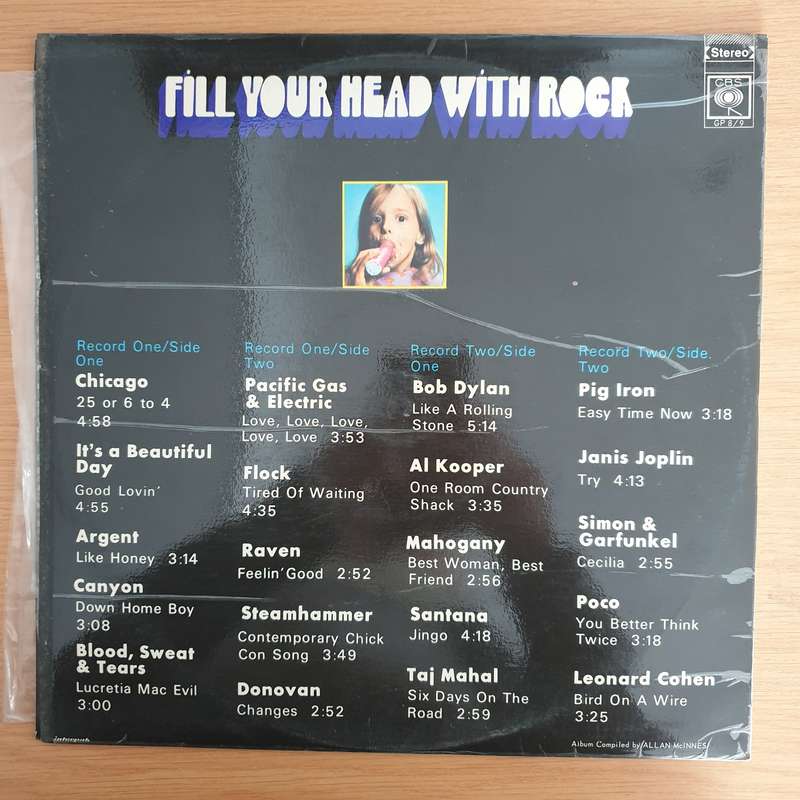 Stereo
CBS
GP 8/9
FILL YOUR HEAD WITH ROCK
Record One/Side
One
Chicago
25 or 6 to 4
4:58
It's a Beautiful
Day
Good Lovin'
4:55
Argent
Like Honey 3:14
Canyon
Down Home Boy
3:08
Blood, Sweat
& Tears
Lucretia Mac Evil
3:00
Record One/Side
Two
Pacific Gas
& Electric
Love, Love, Love,
Love, Love 3:53
Flock
Tired Of Waiting
4:35
Raven
Feelin' Good 2:52
Steamhammer
Contemporary Chick
Con Song 3:49
Donovan
Changes 2:52
Record Two/Side
One
Bob Dylan
Like A Rolling
Stone 5:14
Al Kooper
One Room Country
Shack 3:35
Mahogany
Best Woman, Best
Friend 2:56
Santana
Jingo 4:18
Taj Mahal
Six Days On The
Road 2:59
Record Two/Side
Two
Pig Iron
Easy Time Now 3:18
Janis Joplin
Try 4:13
Simon &
Garfunkel
Cecilia 2:55
Poco
You Better Think
Twice 3:18
Leonard Cohen
Bird On A Wire
3:25
Album Compiled by ALLAN McINNES